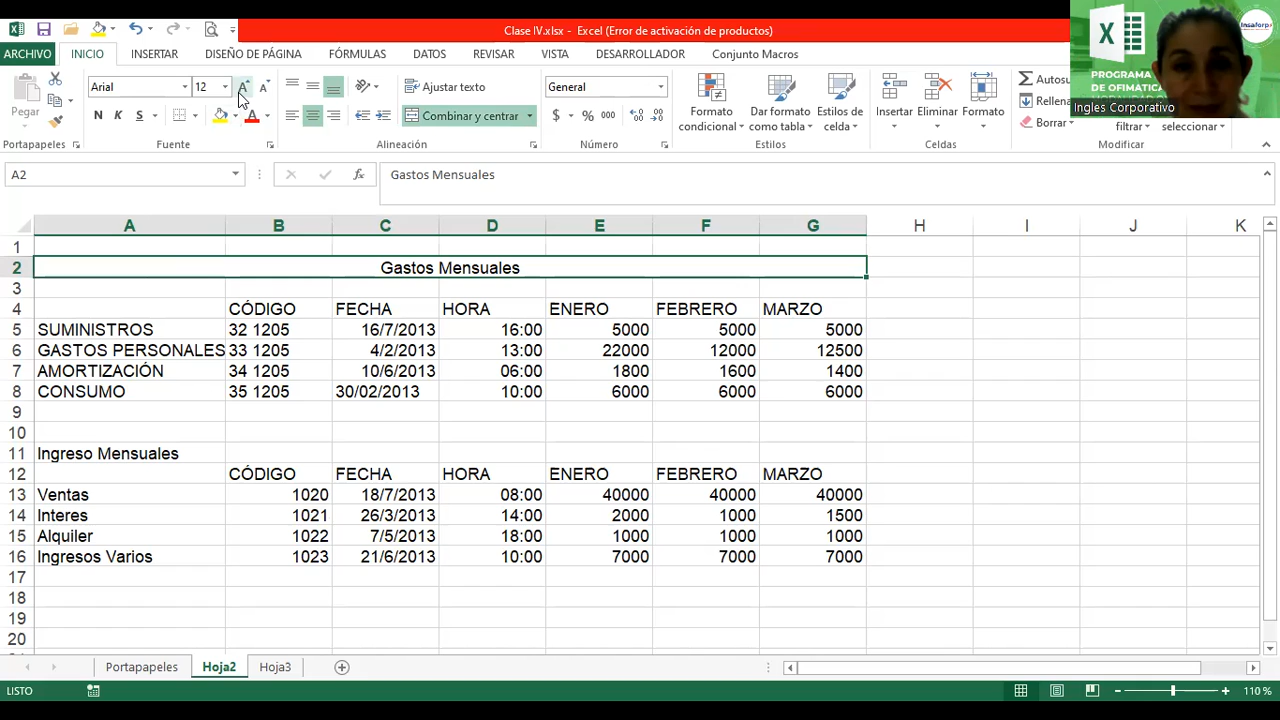 Clase IV.xlsx - Excel (Error de activación de productos)
ARCHIVO INICIO INSERTAR DISEÑO DE PÁGINA FÓRMULAS DATOS REVISAR VISTA DESARROLLADOR Conjunto Macros
Insaforp
PROGRAMA
DE OFIMATICA
Ingles Corporativo
Pegar
Arial 12
N K S
Ajustar texto
Combinar y centrar
General
$ % 000
Formato condicional
Dar formato como tabla
Estilos de celda
Insertar
Eliminar
Formato
Autosu
Rellena
Borrar
filtrar
seleccionar
Portapapeles Fuente Alineación Número Estilos Celdas Modificar
A2 fx Gastos Mensuales
A B C D E F G H I J K
1
2 Gastos Mensuales
3
4 CÓDIGO FECHA HORA ENERO FEBRERO MARZO
5 SUMINISTROS 32 1205 16/7/2013 16:00 5000 5000 5000
6 GASTOS PERSONALES 33 1205 4/2/2013 13:00 22000 12000 12500
7 AMORTIZACIÓN 34 1205 10/6/2013 06:00 1800 1600 1400
8 CONSUMO 35 1205 30/02/2013 10:00 6000 6000 6000
9
10
11 Ingreso Mensuales
12 CÓDIGO FECHA HORA ENERO FEBRERO MARZO
13 Ventas 1020 18/7/2013 08:00 40000 40000 40000
14 Interes 1021 26/3/2013 14:00 2000 1000 1500
15 Alquiler 1022 7/5/2013 18:00 1000 1000 1000
16 Ingresos Varios 1023 21/6/2013 10:00 7000 7000 7000
17
18
19
20
Portapapeles Hoja2 Hoja3
LISTO 110 %